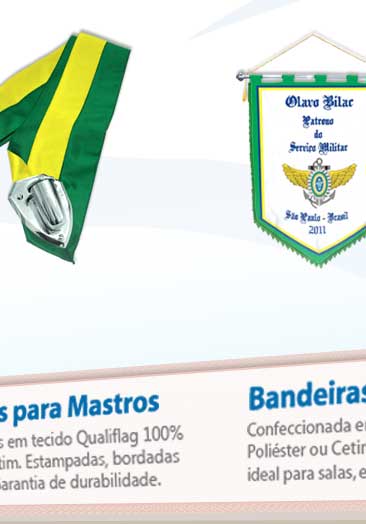 Olavo Bilac
Patrono
do
Serviço Militar
São Paulo - Brasil
2011
s para Mastros
s em tecido Qualiflag 100%
tim. Estampadas, bordadas
Garantia de durabilidade.
Bandeiras
Confeccionada e
Poliéster ou Cetin
ideal para salas, e